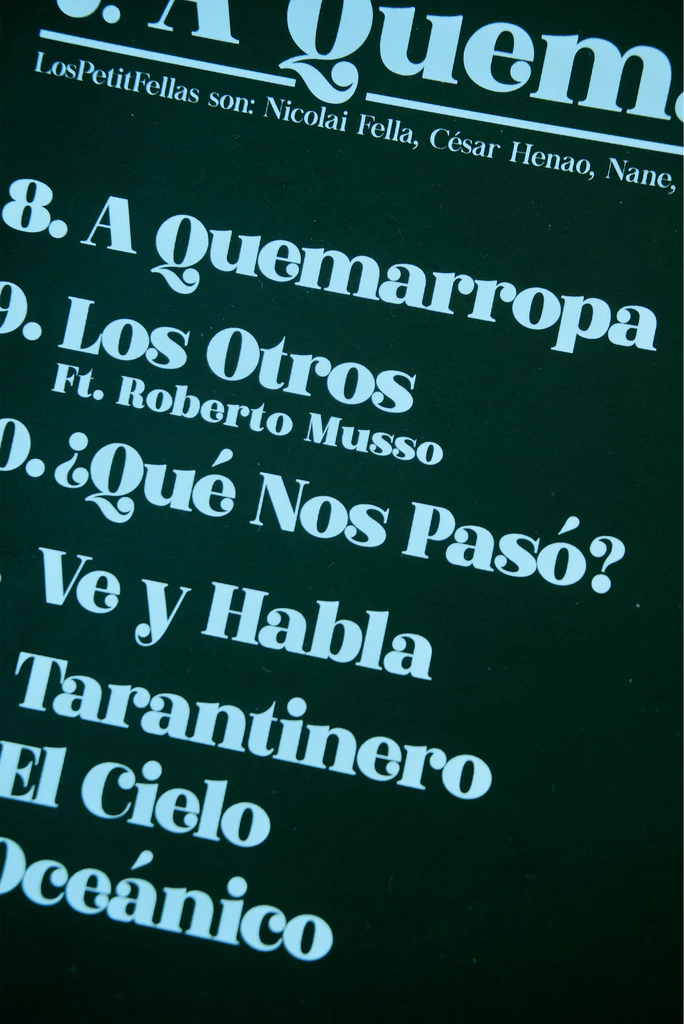 A Quem
LosPetitFellas son: Nicolai Fella, César Henao, Nane,
8. A Quemarropa
9. Los Otros
Ft. Roberto Musso
0. ¿Qué Nos Pasó?
Ve y Habla
Tarantinero
El Cielo
Oceánico